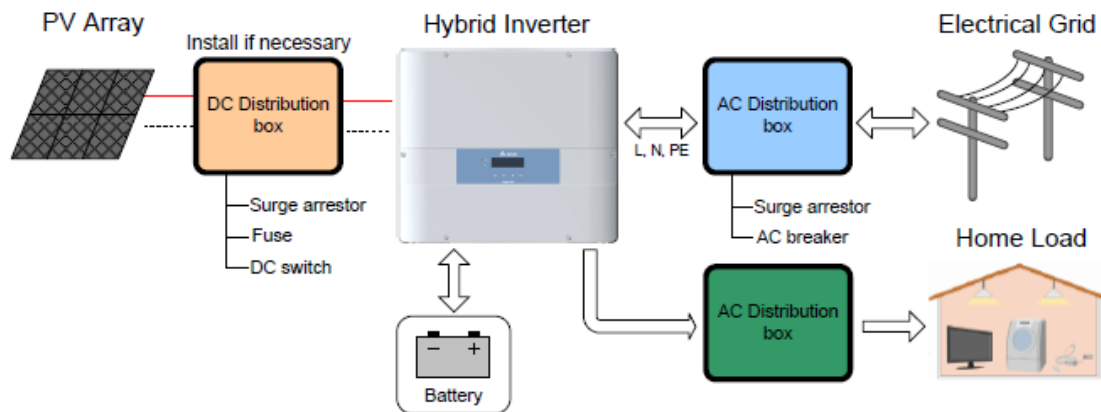 PV Array
Install if necessary
Hybrid Inverter
Electrical Grid
DC Distribution
box
AC Distribution
box
L, N, PE
Surge arrestor
Fuse
DC switch
Surge arrestor
AC breaker
Home Load
AC Distribution
box
− +
Battery